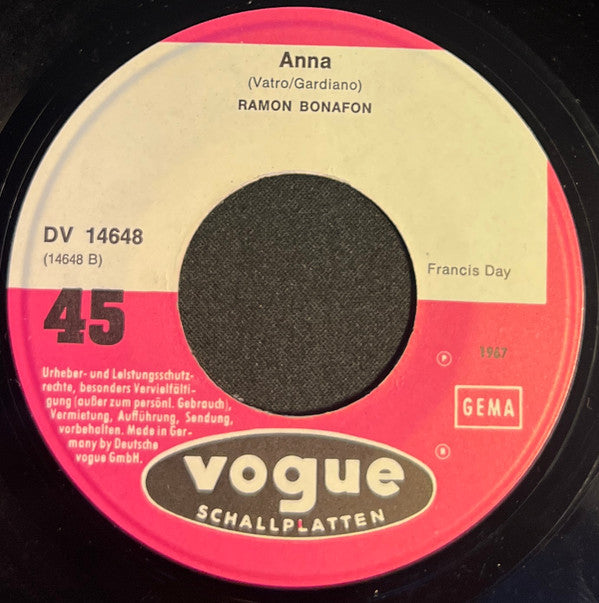 Anna
(Vatro/Gardiano)
RAMON BONAFON
DV 14648
(14648 B)
Francis Day
45
Ⓟ 1967
Urheber- und Leistungsschutz-
rechte, besonders Vervielfälti-
gung (außer zum persönl. Gebrauch),
Vermietung, Aufführung, Sendung,
vorbehalten. Made in Ger-
many by Deutsche
vogue GmbH.
GEMA
®
vogue
SCHALLPLATTEN